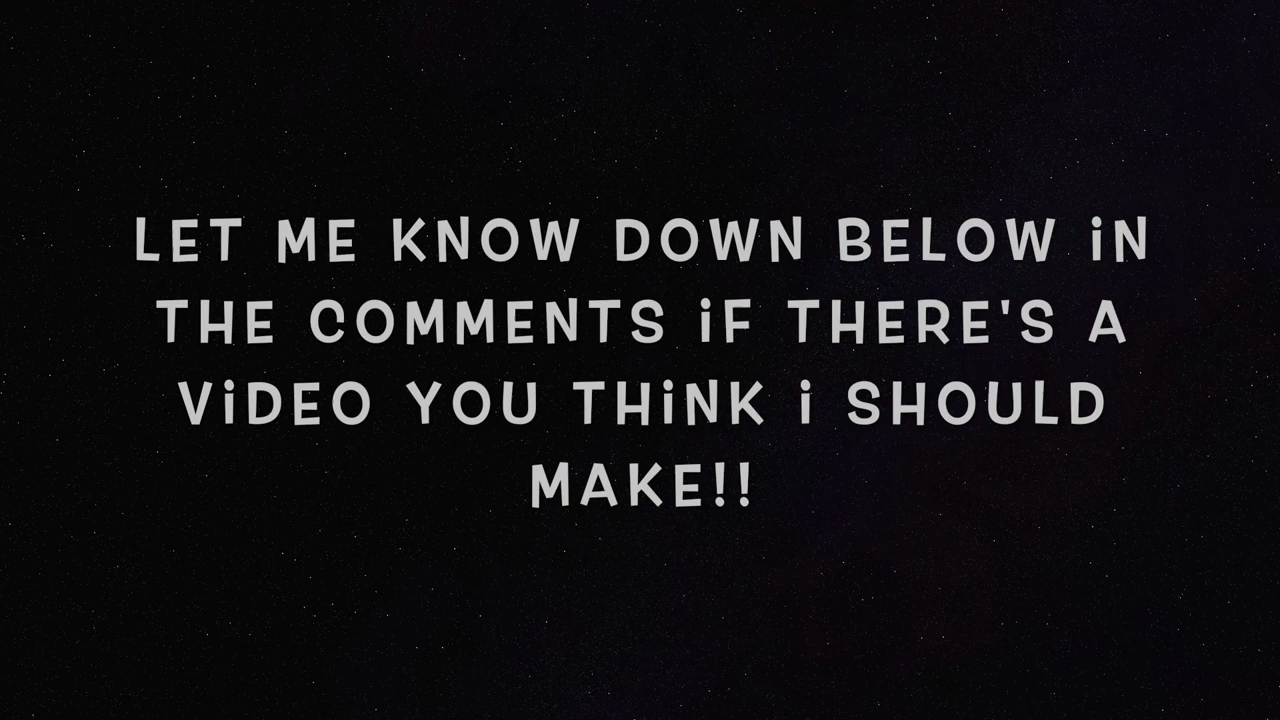 LET ME KNOW DOWN BELOW iN
THE COMMENTS iF THERE'S A
ViDEO YOU THiNK i SHOULD
MAKE!!